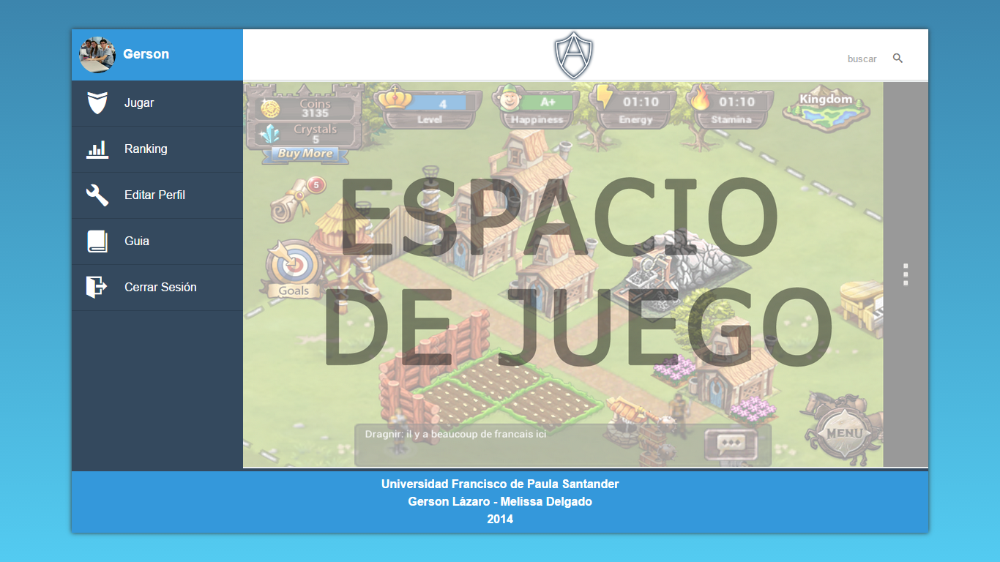 Gerson
buscar
Jugar
Ranking
Editar Perfil
Guia
Cerrar Sesión
Coins
3135
Crystals
5
Buy More
4
Level
A+
Happiness
01:10
Energy
01:10
Stamina
Kingdom
5
Goals
ESPACIO
DE JUEGO
Dragnir: il y a beaucoup de francais ici
MENU
Universidad Francisco de Paula Santander
Gerson Lázaro - Melissa Delgado
2014